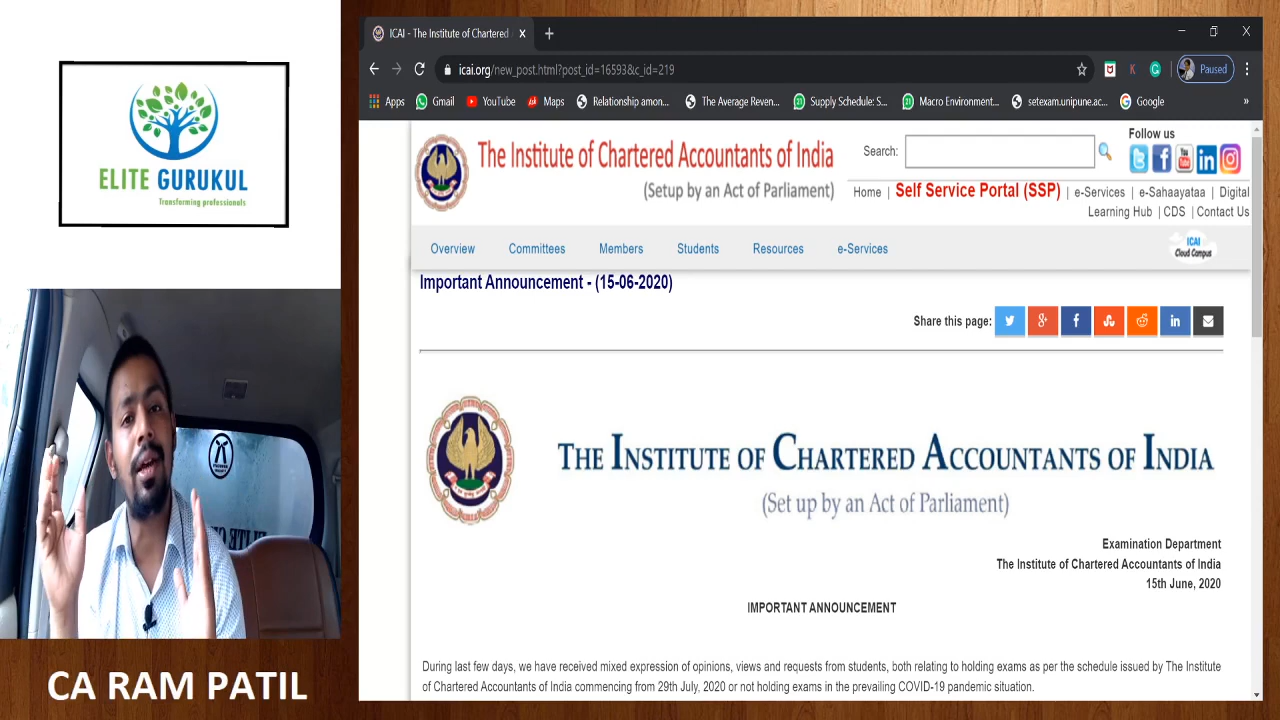 ELITE GURUKUL
Transforming professionals
CA RAM PATIL
ICAI - The Institute of Chartered
icai.org/new_post.html?post_id=16593&c_id=219
Paused
Apps Gmail YouTube Maps Relationship amon... The Average Reven... Supply Schedule: S... Macro Environment... setexam.unipune.ac... Google »
The Institute of Chartered Accountants of India
(Setup by an Act of Parliament)
Search:
Follow us
Home | Self Service Portal (SSP) | e-Services | e-Sahaayataa | Digital
Learning Hub | CDS | Contact Us
Overview Committees Members Students Resources e-Services
ICAI
Cloud Campus
Important Announcement - (15-06-2020)
Share this page:
THE INSTITUTE OF CHARTERED ACCOUNTANTS OF INDIA
(Set up by an Act of Parliament)
Examination Department
The Institute of Chartered Accountants of India
15th June, 2020
IMPORTANT ANNOUNCEMENT
During last few days, we have received mixed expression of opinions, views and requests from students, both relating to holding exams as per the schedule issued by The Institute
of Chartered Accountants of India commencing from 29th July, 2020 or not holding exams in the prevailing COVID-19 pandemic situation.